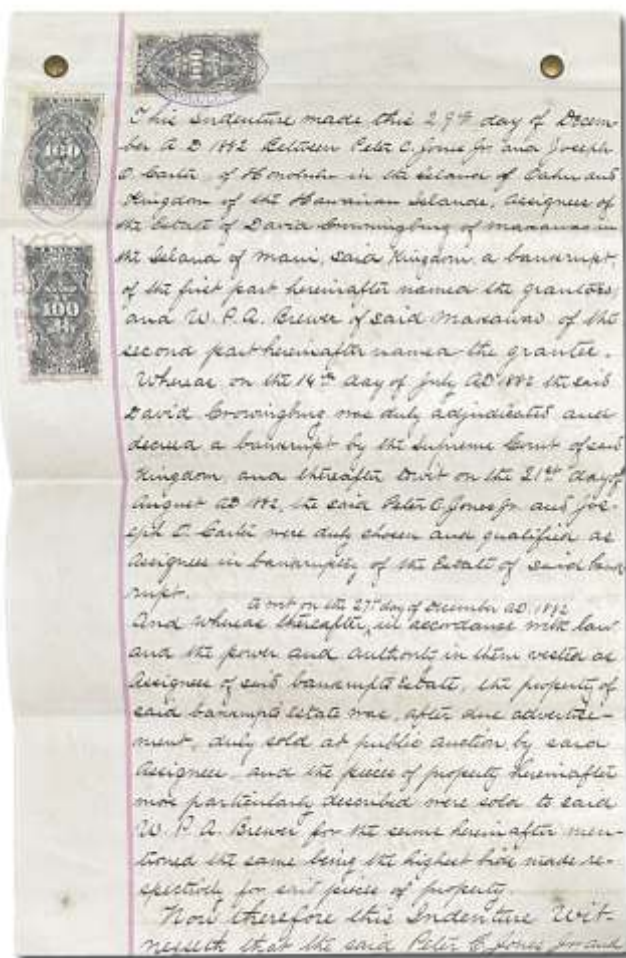 100
100
100
This Indenture made this 29th day of Decem-
ber A D 1882 Between Peter C. Jones Jr and Joseph
O. Carter, of Honolulu in the Island of Oahu and
Kingdom of the Hawaiian Islands, Assignees of
the Estate of David Crowningburg of Makawao in
the Island of Maui, said Kingdom, a bankrupt,
of the first part hereinafter named the grantors,
and W. P. A. Brewer of said Makawao of the
second part hereinafter named the grantee.
Whereas on the 14th day of July AD 1882 the said
David Crowningburg was duly adjudicated and
decreed a bankrupt by the Supreme Court of said
Kingdom, and thereafter to wit on the 21st day of
August AD 1882, the said Peter C. Jones Jr. and Jos-
eph O. Carter were duly chosen and qualified as
Assignees in bankruptcy of the Estate of said bank
rupt.
to wit on the 27th day of December AD. 1882
And whereas thereafter, in accordance with law
and the power and authority in them vested as
Assignees of said bankrupts Estate, the property of
said bankrupts Estate was, after due advertise-
ment, duly sold at public auction by said
Assignees, and the pieces of property hereinafter
more particularly described were sold to said
W. P. A. Brewer for the sums hereinafter men-
tioned the same being the highest bids made re-
spectively for said pieces of property.
Now therefore this Indenture Wit-
nesseth that the said Peter C. Jones Jr and